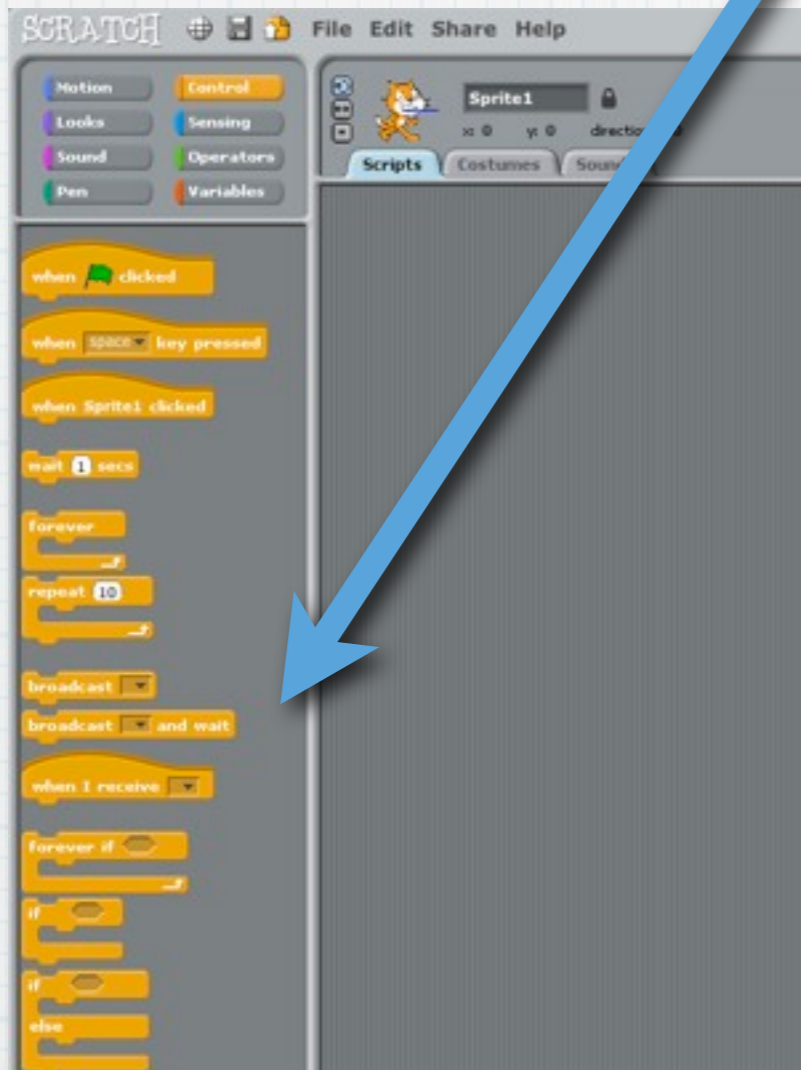 SCRATCH File Edit Share Help
Motion Control
Looks Sensing
Sound Operators
Pen Variables
Sprite1
x: 0 y: 0
Scripts Costumes
when clicked
when space key pressed
when Sprite1 clicked
wait 1 secs
forever
repeat 10
broadcast
broadcast and wait
when I receive
forever if
if
if
else